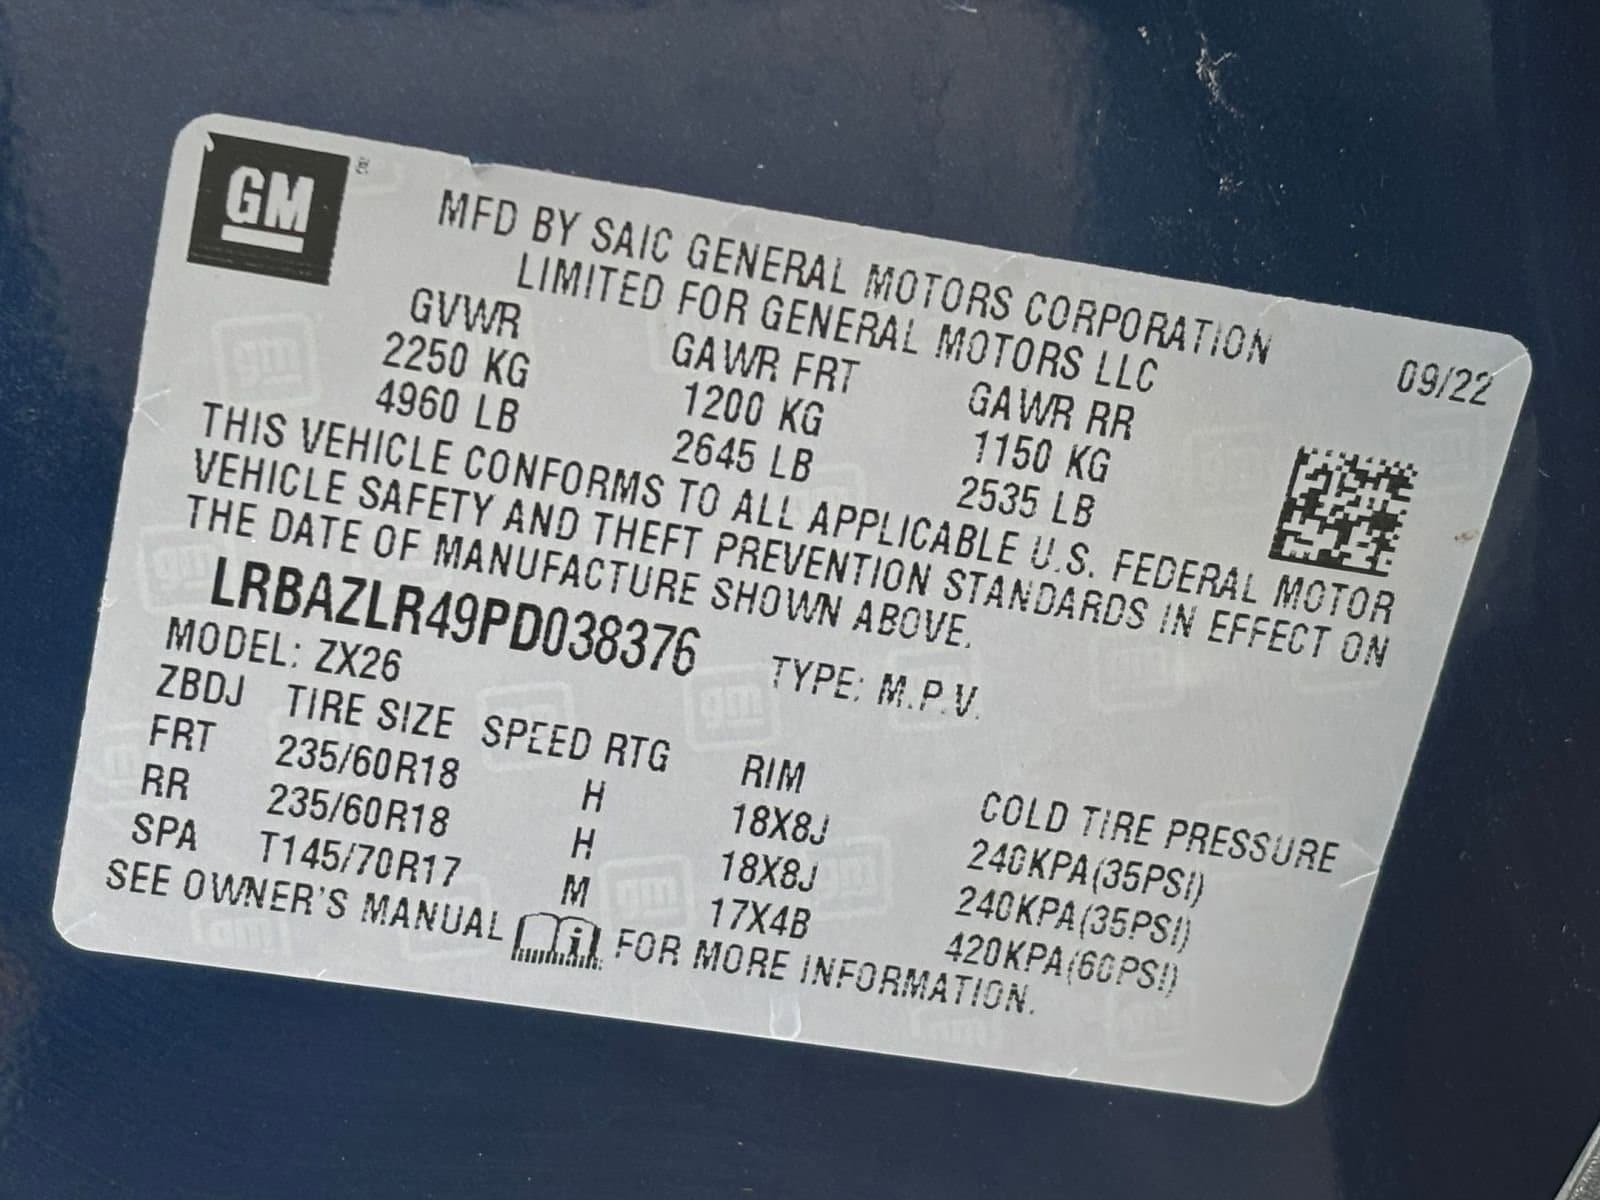 GM
MFD BY SAIC GENERAL MOTORS CORPORATION
LIMITED FOR GENERAL MOTORS LLC
09/22
GVWR GAWR FRT GAWR RR
2250 KG 1200 KG 1150 KG
4960 LB 2645 LB 2535 LB
THIS VEHICLE CONFORMS TO ALL APPLICABLE U.S. FEDERAL MOTOR
VEHICLE SAFETY AND THEFT PREVENTION STANDARDS IN EFFECT ON
THE DATE OF MANUFACTURE SHOWN ABOVE.
LRBAZLR49PD038376 TYPE: M.P.V.
MODEL: ZX26
ZBDJ TIRE SIZE SPEED RTG RIM COLD TIRE PRESSURE
FRT 235/60R18 H 18X8J 240KPA(35PSI)
RR 235/60R18 H 18X8J 240KPA(35PSI)
SPA T145/70R17 M 17X4B 420KPA(60PSI)
SEE OWNER'S MANUAL FOR MORE INFORMATION.